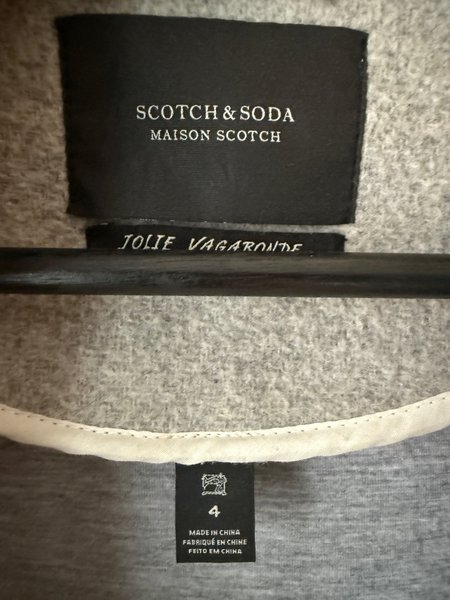 SCOTCH & SODA
MAISON SCOTCH
JOLIE VAGABONDE
4
MADE IN CHINA
FABRIQUÉ EN CHINE
FEITO EM CHINA